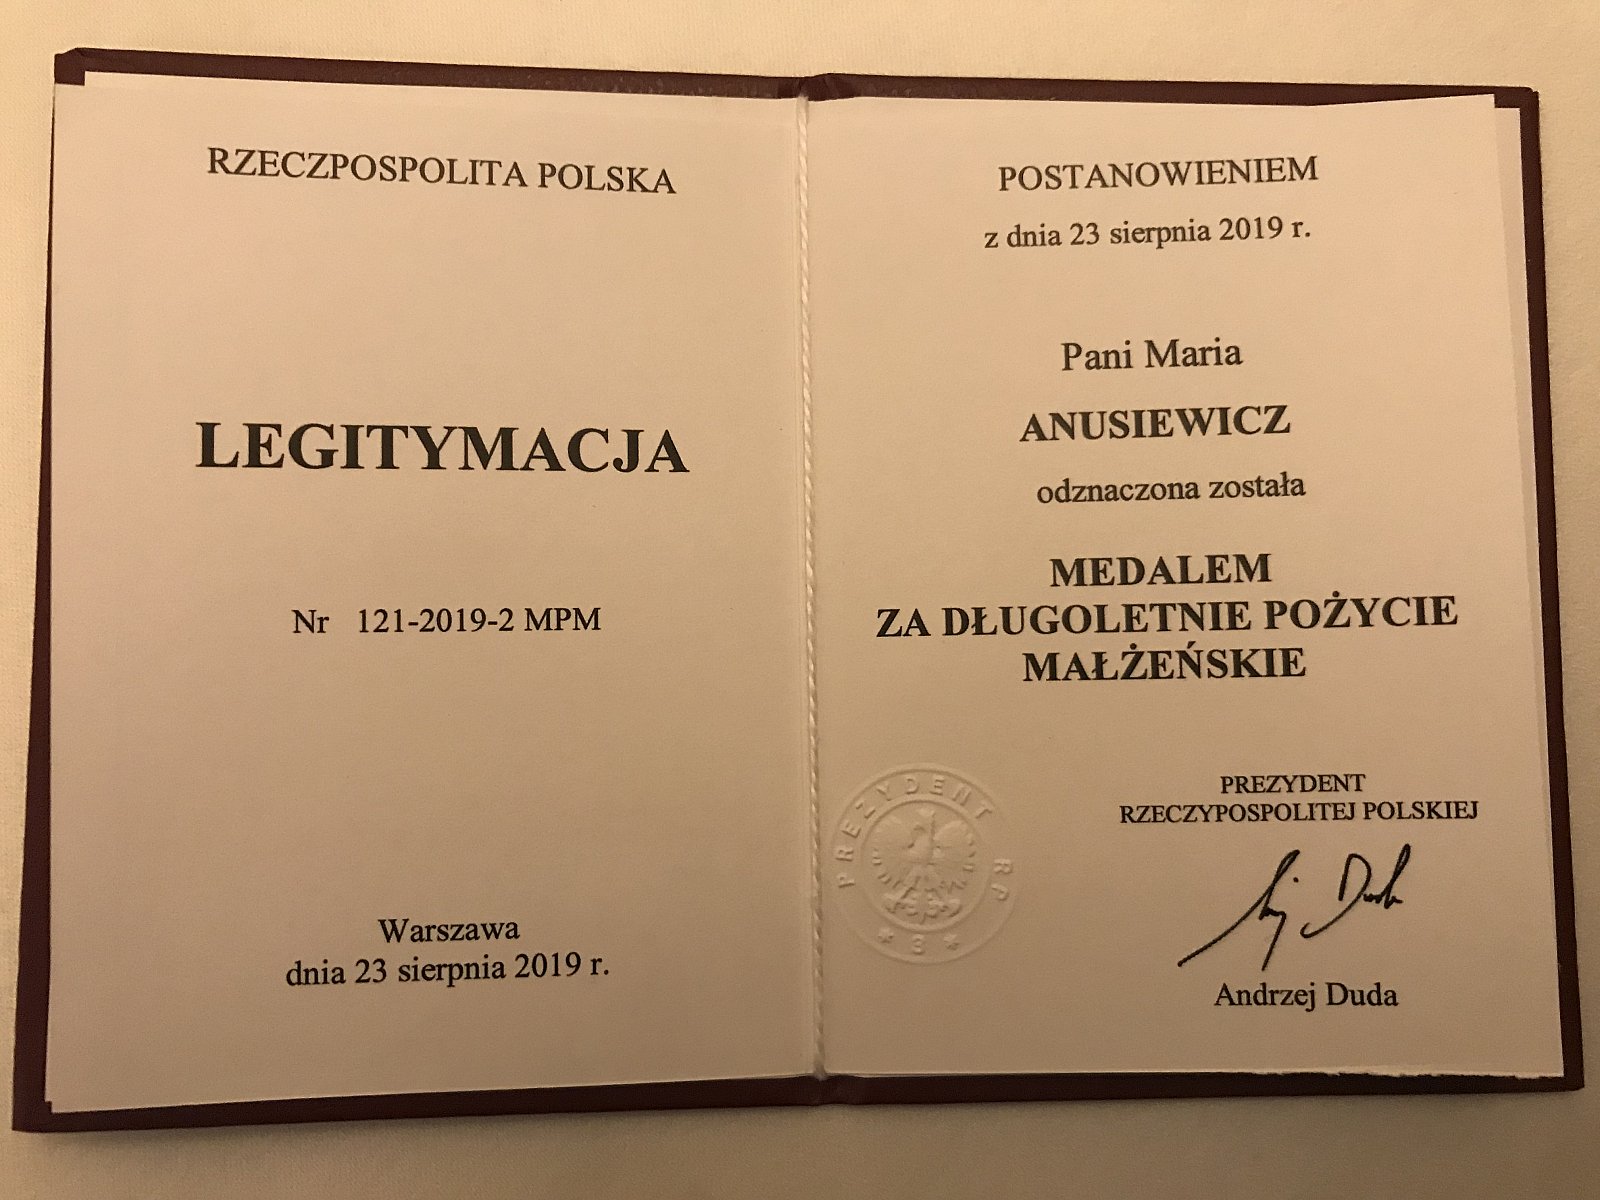 RZECZPOSPOLITA POLSKA
LEGITYMACJA
Nr 121-2019-2 MPM
Warszawa
dnia 23 sierpnia 2019 r.
POSTANOWIENIEM
z dnia 23 sierpnia 2019 r.
Pani Maria
ANUSIEWICZ
odznaczona została
MEDALEM
ZA DŁUGOLETNIE POŻYCIE
MAŁŻEŃSKIE
PREZYDENT RP
* 3 *
PREZYDENT
RZECZYPOSPOLITEJ POLSKIEJ
Andrzej Duda